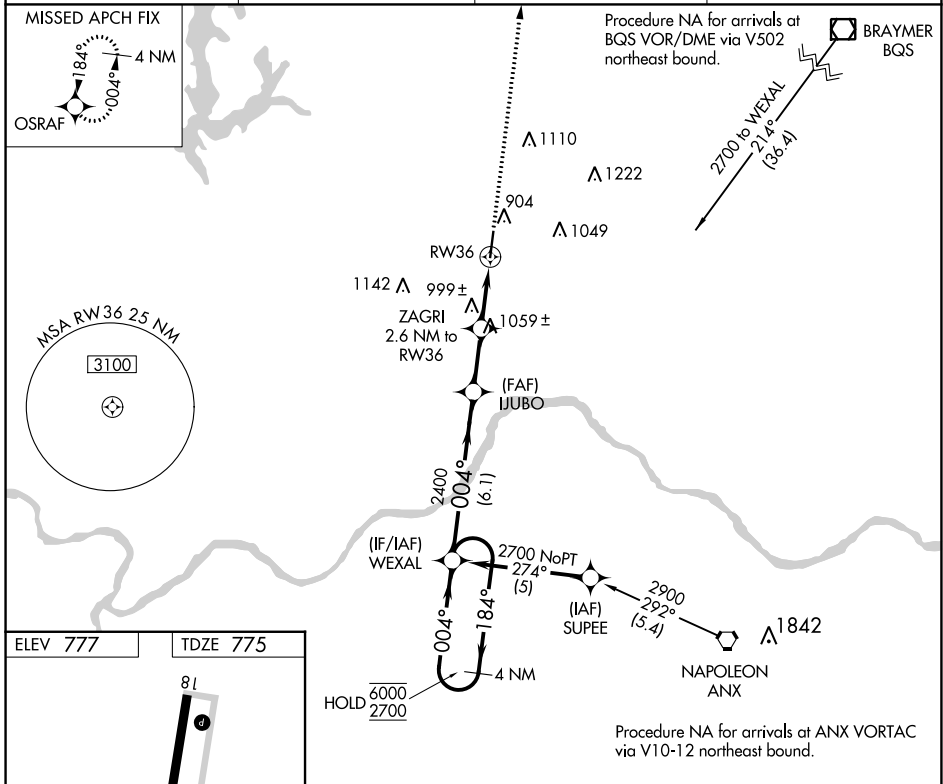 MISSED APCH FIX
184°
4 NM
004°
OSRAF
Procedure NA for arrivals at
BQS VOR/DME via V502
northeast bound.
BRAYMER
BQS
2700 to WEXAL
214°
(36.4)
1110
1222
904
1049
RW36
1142
999±
ZAGRI
2.6 NM to
RW36
1059±
MSA RW36 25 NM
3100
(FAF)
IJUBO
2400
004°
(6.1)
(IF/IAF)
WEXAL
2700 NoPT
274°
(5)
(IAF)
SUPEE
2900
292°
(5.4)
1842
NAPOLEON
ANX
004°
184°
4 NM
HOLD 6000
2700
Procedure NA for arrivals at ANX VORTAC
via V10-12 northeast bound.
ELEV 777
TDZE 775
18
P